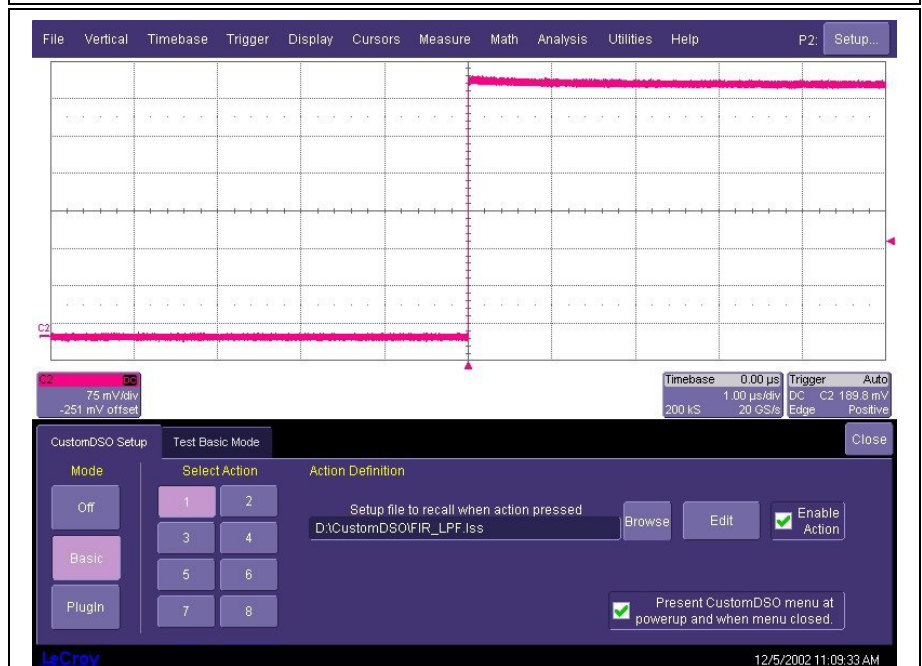 File Vertical Timebase Trigger Display Cursors Measure Math Analysis Utilities Help P2: Setup...
C2
C2 DC
75 mV/div
-251 mV offset
Timebase 0.00 µs
1.00 µs/div
200 kS 20 GS/s
Trigger Auto
DC C2 189.8 mV
Edge Positive
CustomDSO Setup Test Basic Mode Close
Mode Select Action Action Definition
Off 1 2
Setup file to recall when action pressed
D:\CustomDSO\FIR_LPF.lss Browse Edit Enable Action
3 4
Basic
5 6
PlugIn 7 8
Present CustomDSO menu at
powerup and when menu closed.
LeCroy 12/5/2002 11:09:33 AM